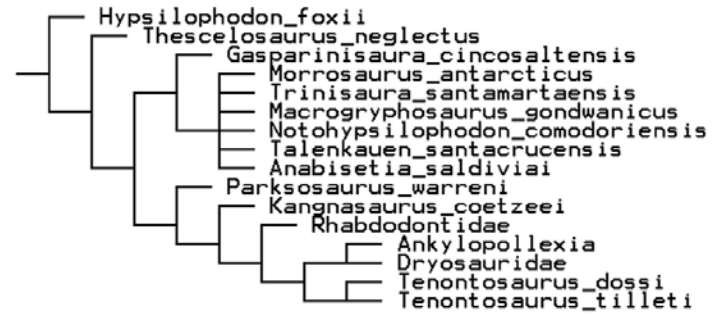 Hypsilophodon_foxii
Thescelosaurus_neglectus
Gasparinisaura_cincosaltensis
Morrosaurus_antarcticus
Trinisaura_santamartaensis
Macrogryphosaurus_gondwanicus
Notohypsilophodon_comodoriensis
Talenkauen_santacrucensis
Anabisetia_saldiviai
Parksosaurus_warreni
Kangnasaurus_coetzeei
Rhabdodontidae
Ankylopollexia
Dryosauridae
Tenontosaurus_dossi
Tenontosaurus_tilleti